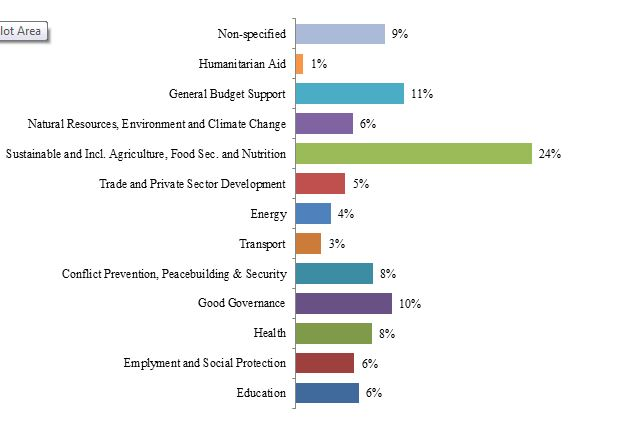 lot Area
Non-specified 9%
Humanitarian Aid 1%
General Budget Support 11%
Natural Resources, Environment and Climate Change 6%
Sustainable and Incl. Agriculture, Food Sec. and Nutrition 24%
Trade and Private Sector Development 5%
Energy 4%
Transport 3%
Conflict Prevention, Peacebuilding & Security 8%
Good Governance 10%
Health 8%
Emplyment and Social Protection 6%
Education 6%